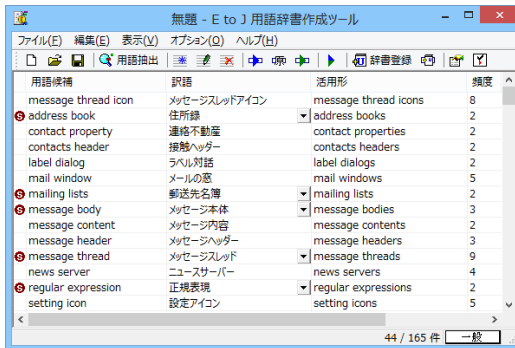 無題 - E to J 用語辞書作成ツール
ファイル(F) 編集(E) 表示(V) オプション(O) ヘルプ(H)
用語抽出 辞書登録
用語候補 訳語 活用形 頻度
message thread icon メッセージスレッドアイコン message thread icons 8
address book 住所録 address books 2
contact property 連絡不動産 contact properties 2
contacts header 接触ヘッダー contacts headers 2
label dialog ラベル対話 label dialogs 2
mail window メールの窓 mail windows 5
mailing lists 郵送先名簿 mailing lists 2
message body メッセージ本体 message bodies 3
message content メッセージ内容 message contents 2
message header メッセージヘッダー message headers 3
message thread メッセージスレッド message threads 9
news server ニュースサーバー news servers 4
regular expression 正規表現 regular expressions 2
setting icon 設定アイコン setting icons 5
44 / 165 件 一般